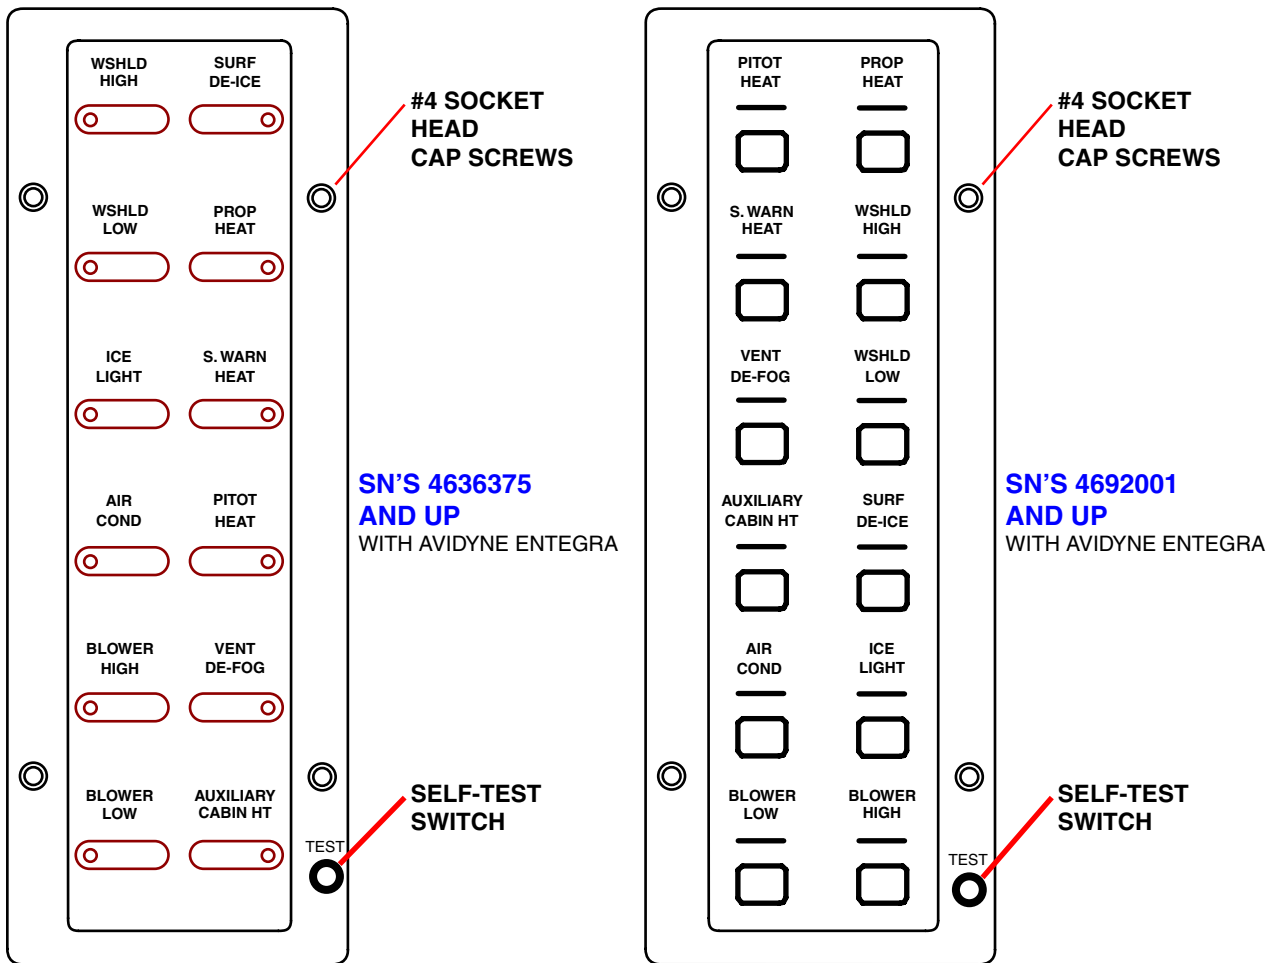 WSHLD
HIGH
SURF
DE-ICE
WSHLD
LOW
PROP
HEAT
ICE
LIGHT
S. WARN
HEAT
AIR
COND
PITOT
HEAT
BLOWER
HIGH
VENT
DE-FOG
BLOWER
LOW
AUXILIARY
CABIN HT
TEST
#4 SOCKET
HEAD
CAP SCREWS
SN'S 4636375
AND UP
WITH AVIDYNE ENTEGRA
SELF-TEST
SWITCH
PITOT
HEAT
PROP
HEAT
S. WARN
HEAT
WSHLD
HIGH
VENT
DE-FOG
WSHLD
LOW
AUXILIARY
CABIN HT
SURF
DE-ICE
AIR
COND
ICE
LIGHT
BLOWER
LOW
BLOWER
HIGH
TEST
#4 SOCKET
HEAD
CAP SCREWS
SN'S 4692001
AND UP
WITH AVIDYNE ENTEGRA
SELF-TEST
SWITCH